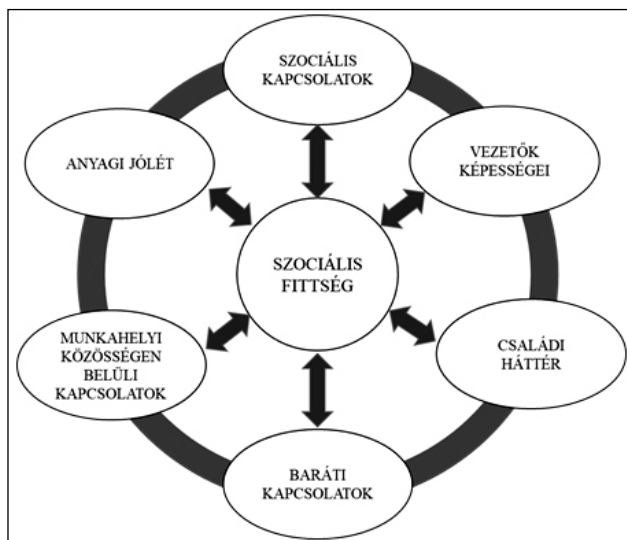 SZOCIÁLIS
KAPCSOLATOK
ANYAGI JÓLÉT
VEZETŐK
KÉPESSÉGEI
SZOCIÁLIS
FITTSÉG
MUNKAHELYI
KÖZÖSSÉGEN
BELÜLI
KAPCSOLATOK
CSALÁDI
HÁTTÉR
BARÁTI
KAPCSOLATOK